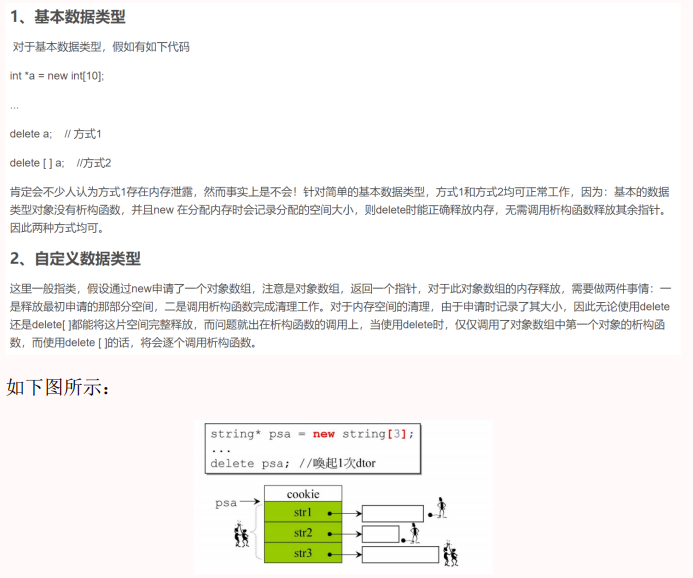 1、基本数据类型
对于基本数据类型，假如有如下代码
int *a = new int[10];
...
delete a;    // 方式1
delete [ ] a;    //方式2
肯定会不少人认为方式1存在内存泄露，然而事实上是不会！针对简单的基本数据类型，方式1和方式2均可正常工作，因为：基本的数据
类型对象没有析构函数，并且new 在分配内存时会记录分配的空间大小，则delete时能正确释放内存，无需调用析构函数释放其余指针。
因此两种方式均可。
2、自定义数据类型
这里一般指类，假设通过new申请了一个对象数组，注意是对象数组，返回一个指针，对于此对象数组的内存释放，需要做两件事情：一
是释放最初申请的那部分空间，二是调用析构函数完成清理工作。对于内存空间的清理，由于申请时记录了其大小，因此无论使用delete
还是delete[ ]都能将这片空间完整释放，而问题就出在析构函数的调用上，当使用delete时，仅仅调用了对象数组中第一个对象的析构函
数，而使用delete [ ]的话，将会逐个调用析构函数。
如下图所示：
string* psa = new string[3];
...
delete psa; //唤起1次dtor
cookie
psa
str1
str2
str3